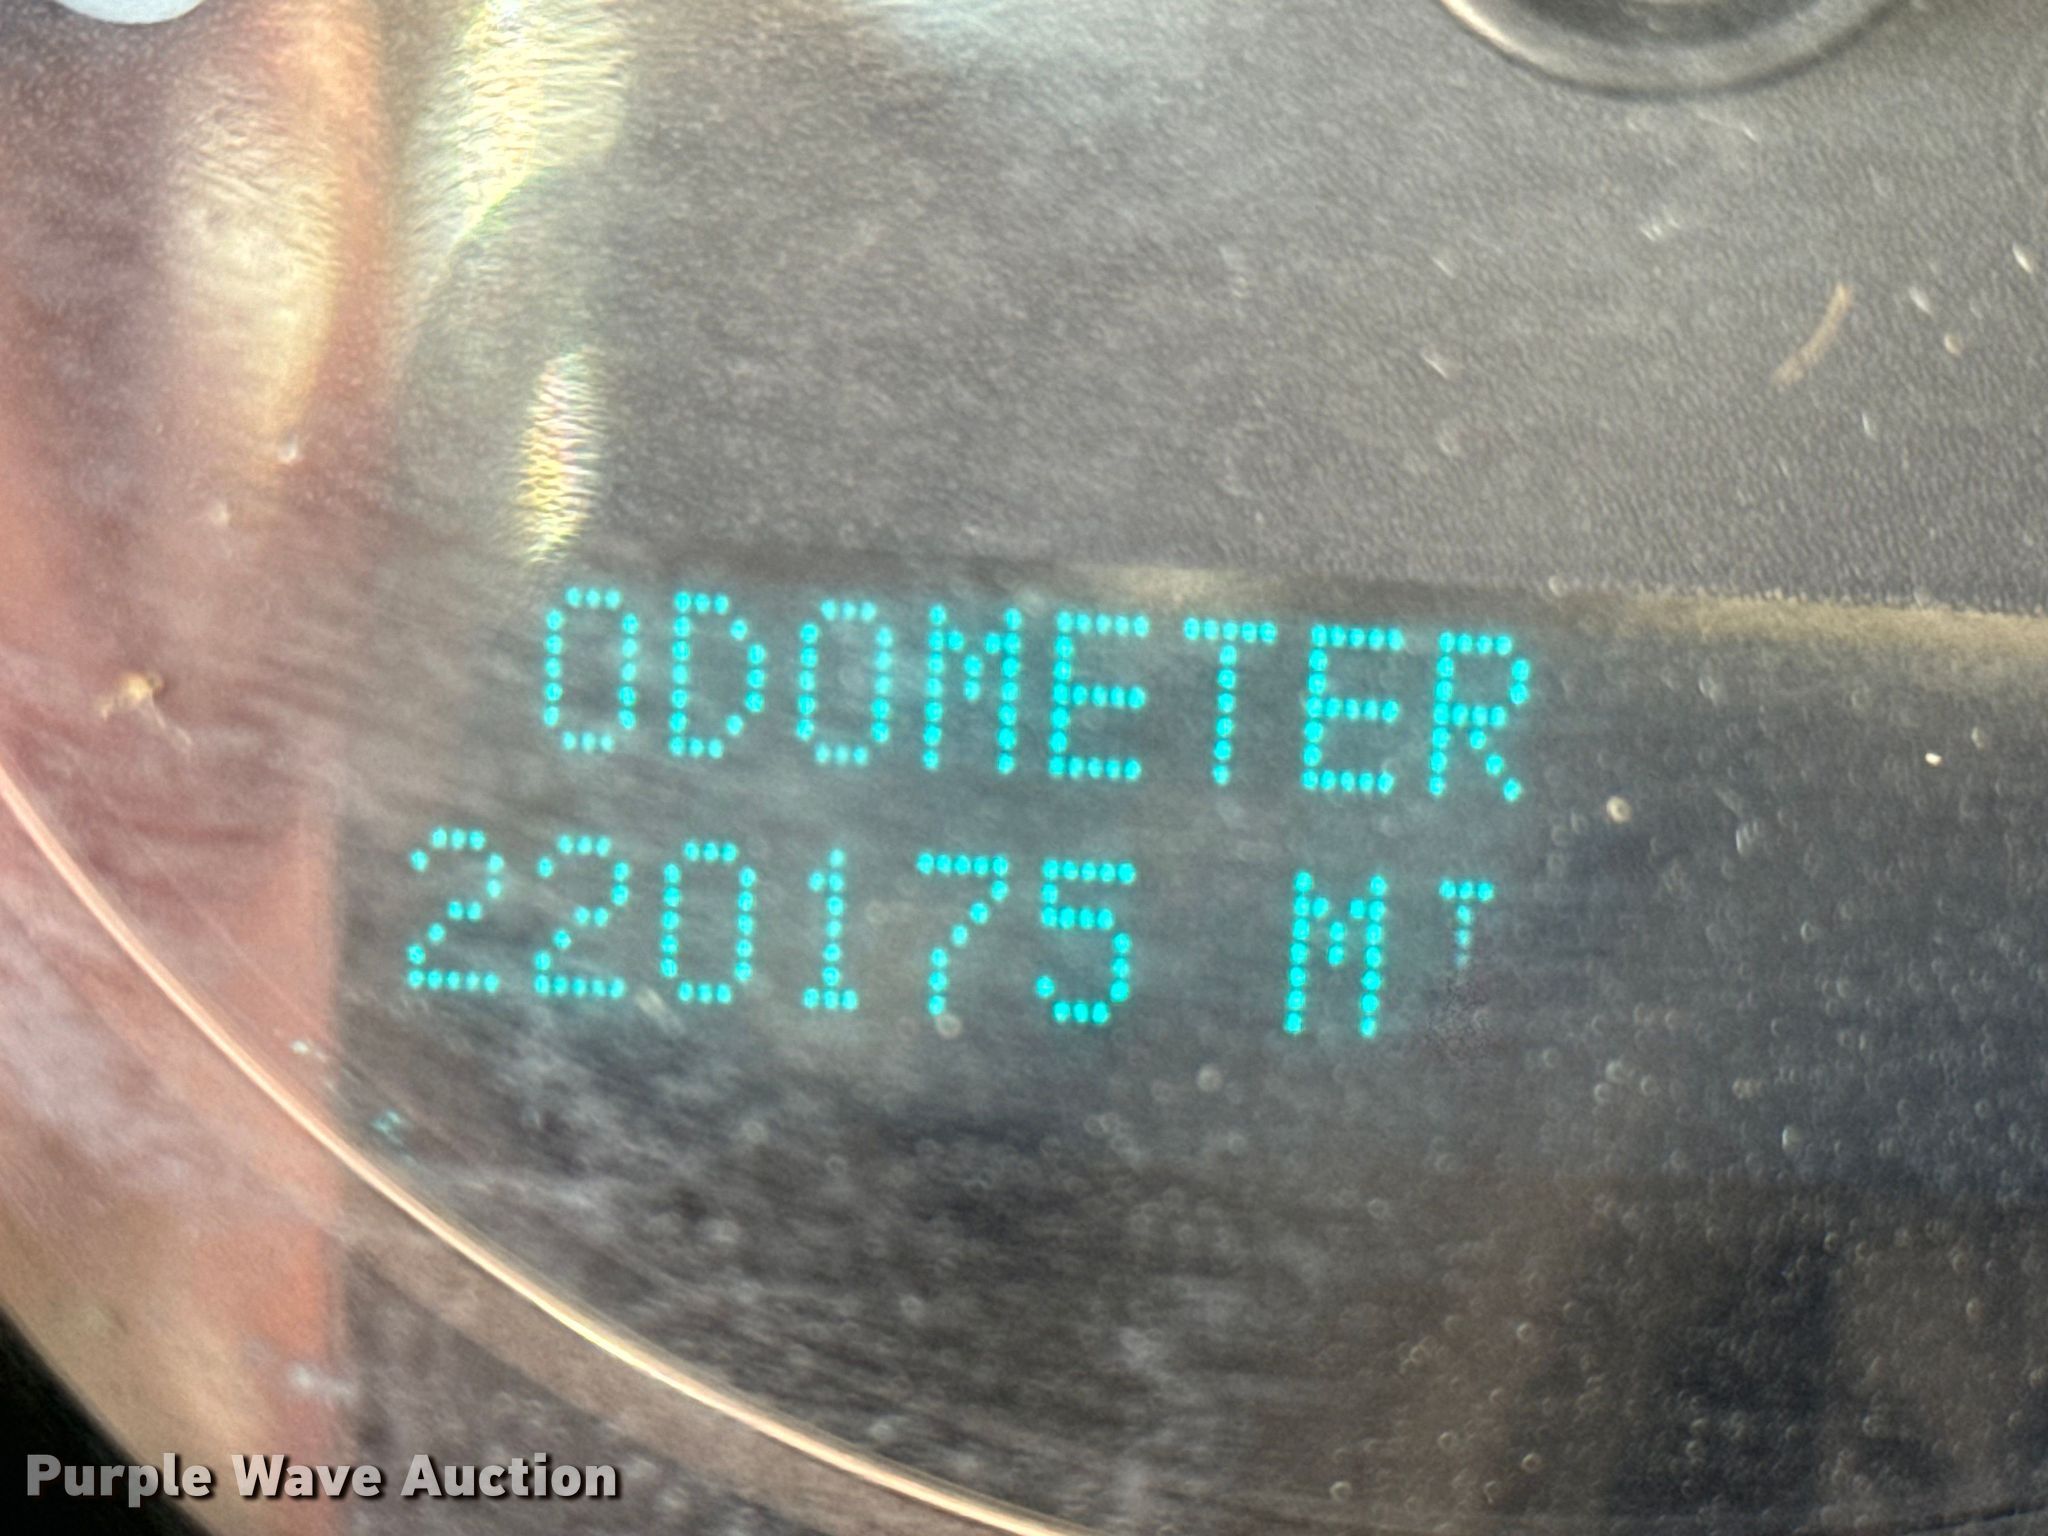 ODOMETER
220175 MI
Purple Wave Auction